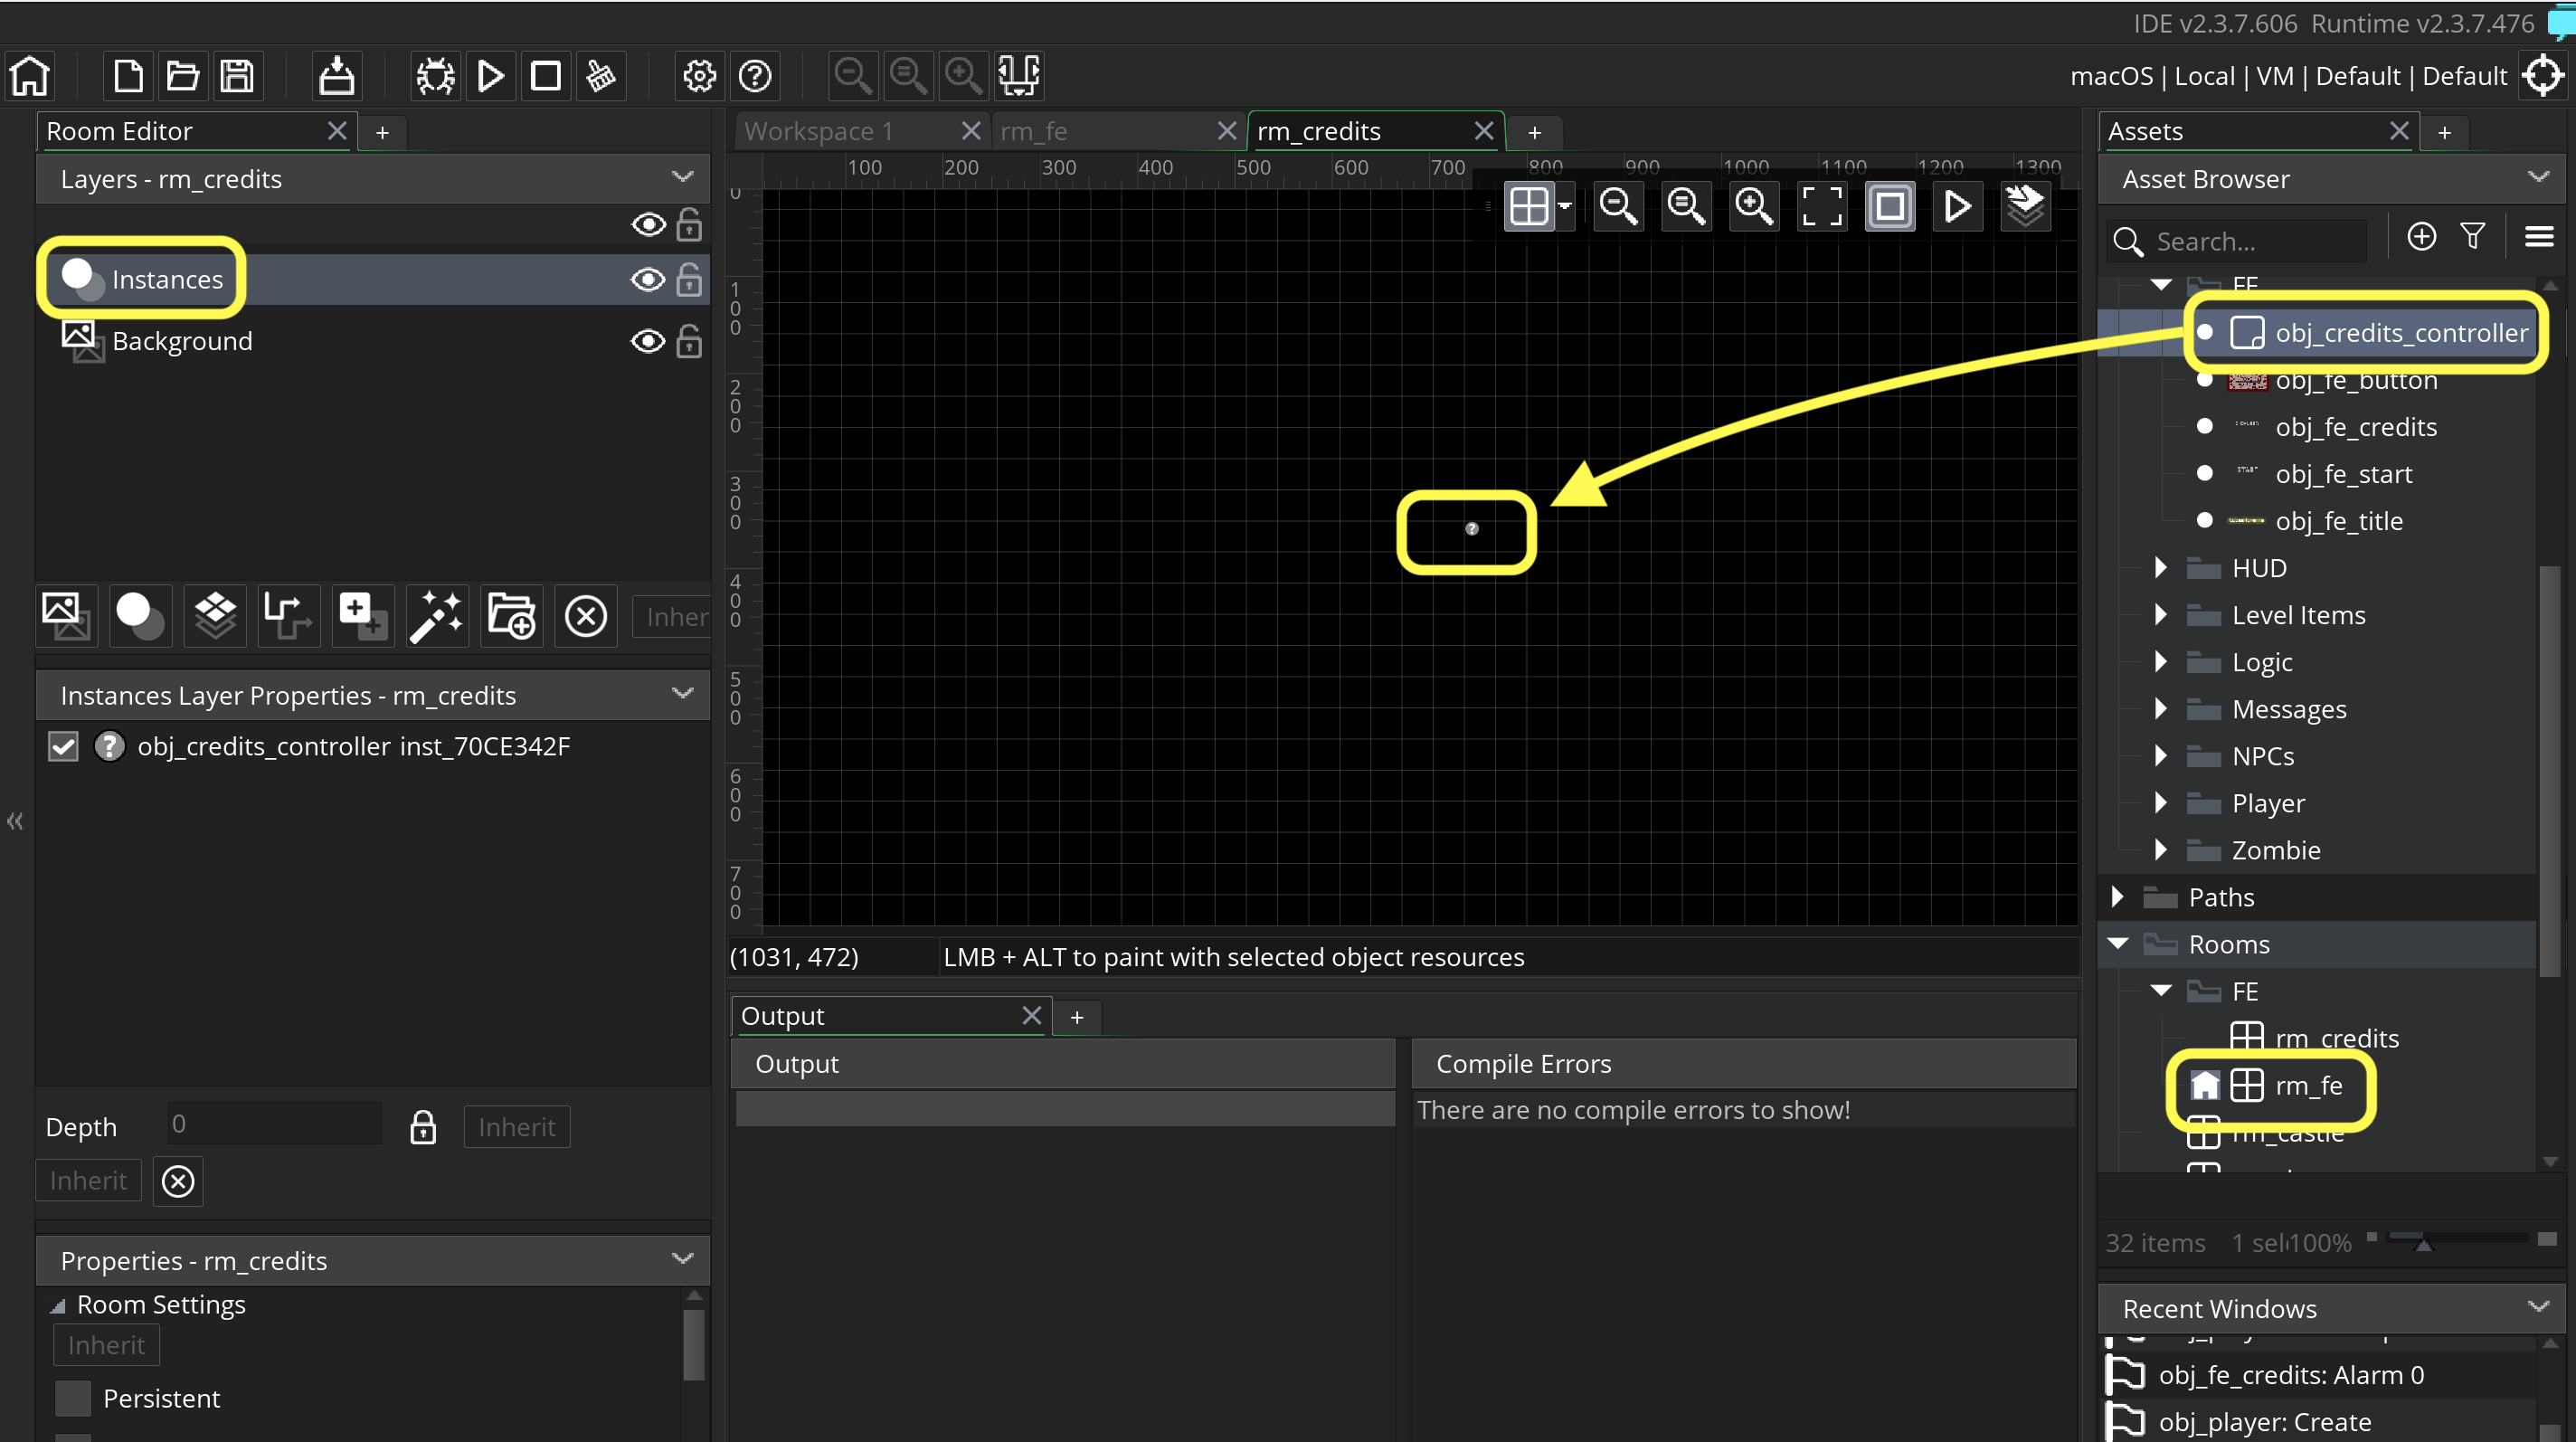 IDE v2.3.7.606 Runtime v2.3.7.476
macOS | Local | VM | Default | Default
Room Editor
+
Layers - rm_credits
Instances
Background
Inher
Instances Layer Properties - rm_credits
obj_credits_controller inst_70CE342F
Depth
0
Inherit
Inherit
Properties - rm_credits
Room Settings
Inherit
Persistent
Workspace 1
rm_fe
rm_credits
+
100 200 300 400 500 600 700 800 900 1000 1100 1200 1300
0
100
200
300
400
500
600
700
(1031, 472)
LMB + ALT to paint with selected object resources
Output
+
Output
Compile Errors
There are no compile errors to show!
Assets
+
Asset Browser
Search...
FE
obj_credits_controller
obj_fe_button
obj_fe_credits
obj_fe_start
obj_fe_title
HUD
Level Items
Logic
Messages
NPCs
Player
Zombie
Paths
Rooms
FE
rm_credits
rm_fe
rm_castle
32 items 1 sel 100%
Recent Windows
obj_fe_credits: Alarm 0
obj_player: Create